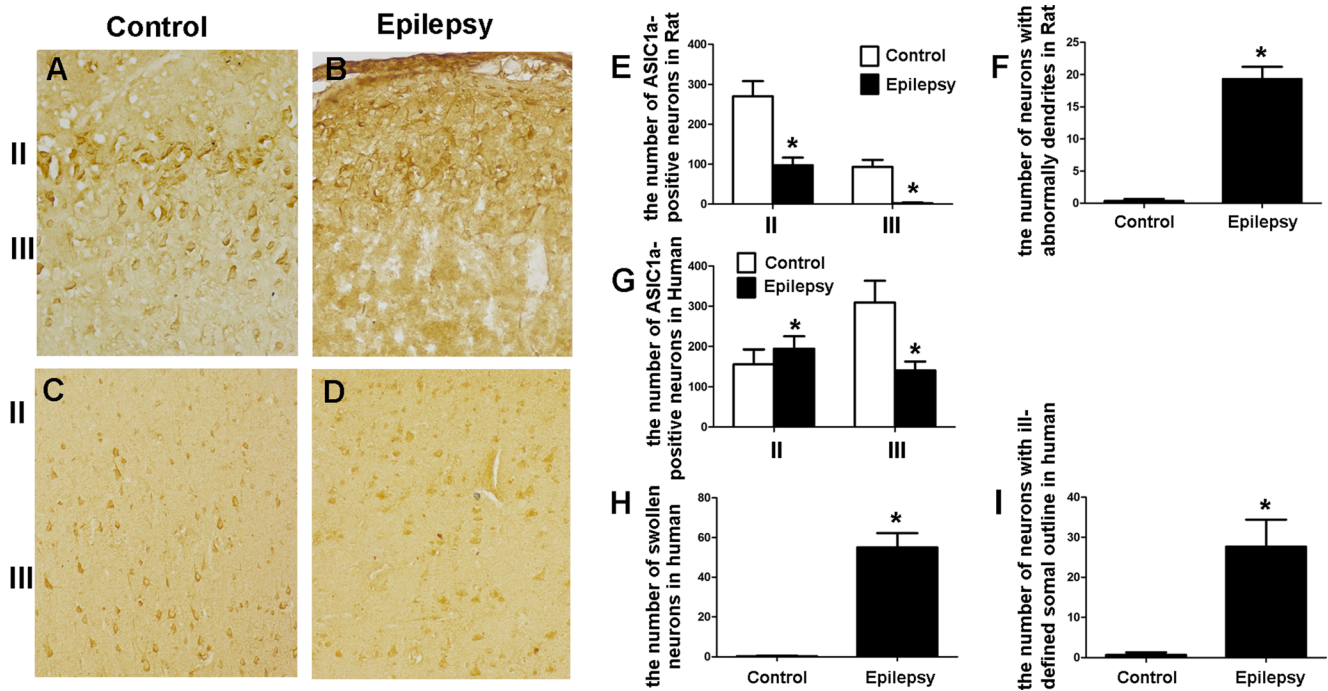 Control
Epilepsy
A
B
II
III
C
D
II
III
E
the number of ASIC1a-
positive neurons in Rat
400
300
200
100
0
Control
Epilepsy
*
*
II
III
F
tne number of neurons with
abnormally dendrites in Rat
25
20
15
10
5
0
*
Control
Epilepsy
G
the number of ASIC1a-
positive neurons in Human
400
300
200
100
0
Control
Epilepsy
*
*
II
III
H
the number of swollen
neurons in human
80
60
40
20
0
*
Control
Epilepsy
I
the number of neurons with ill-
defined somal outline in human
40
30
20
10
0
*
Control
Epilepsy